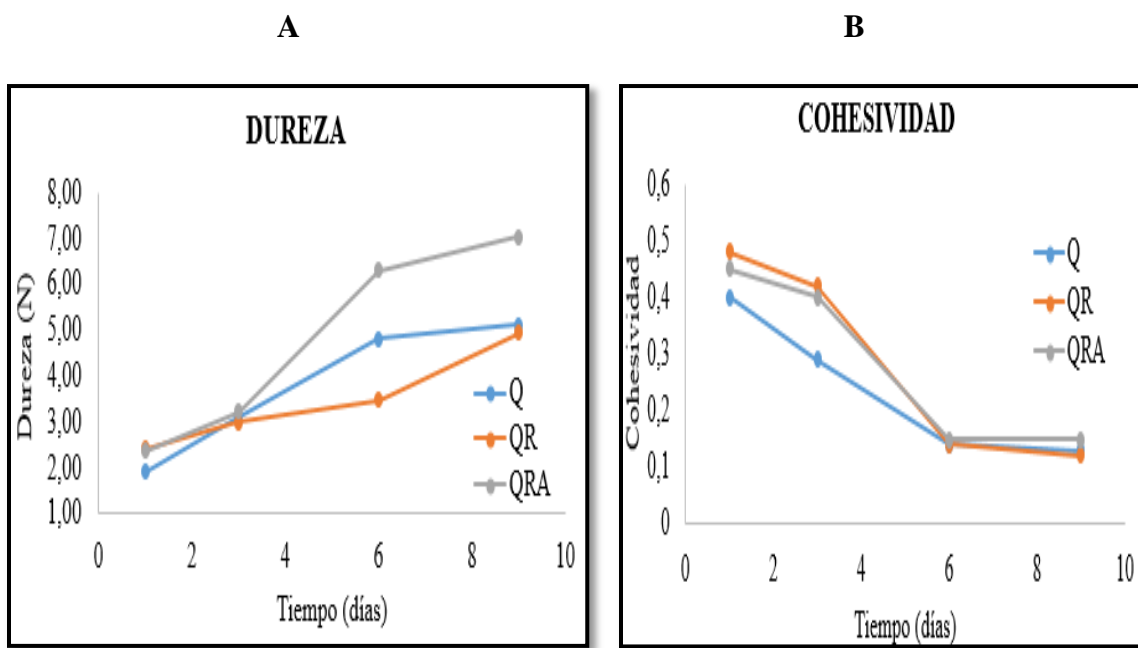 A
B
DUREZA
8,00
7,00
6,00
5,00
4,00
3,00
2,00
1,00
Dureza (N)
0 2 4 6 8 10
Tiempo (días)
Q
QR
QRA
COHESIVIDAD
0,6
0,5
0,4
0,3
0,2
0,1
0
Cohesividad
0 2 4 6 8 10
Tiempo (días)
Q
QR
QRA